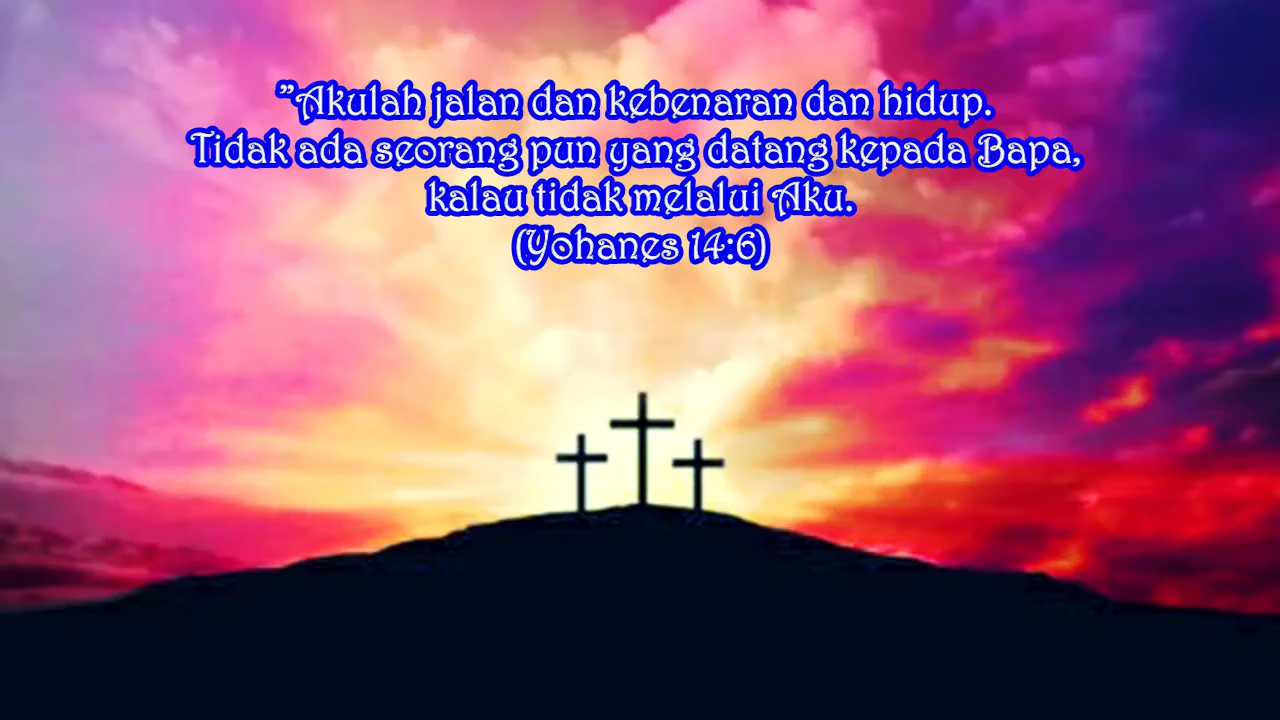 "Akulah jalan dan kebenaran dan hidup.
Tidak ada seorang pun yang datang kepada Bapa,
kalau tidak melalui Aku.
(Yohanes 14:6)